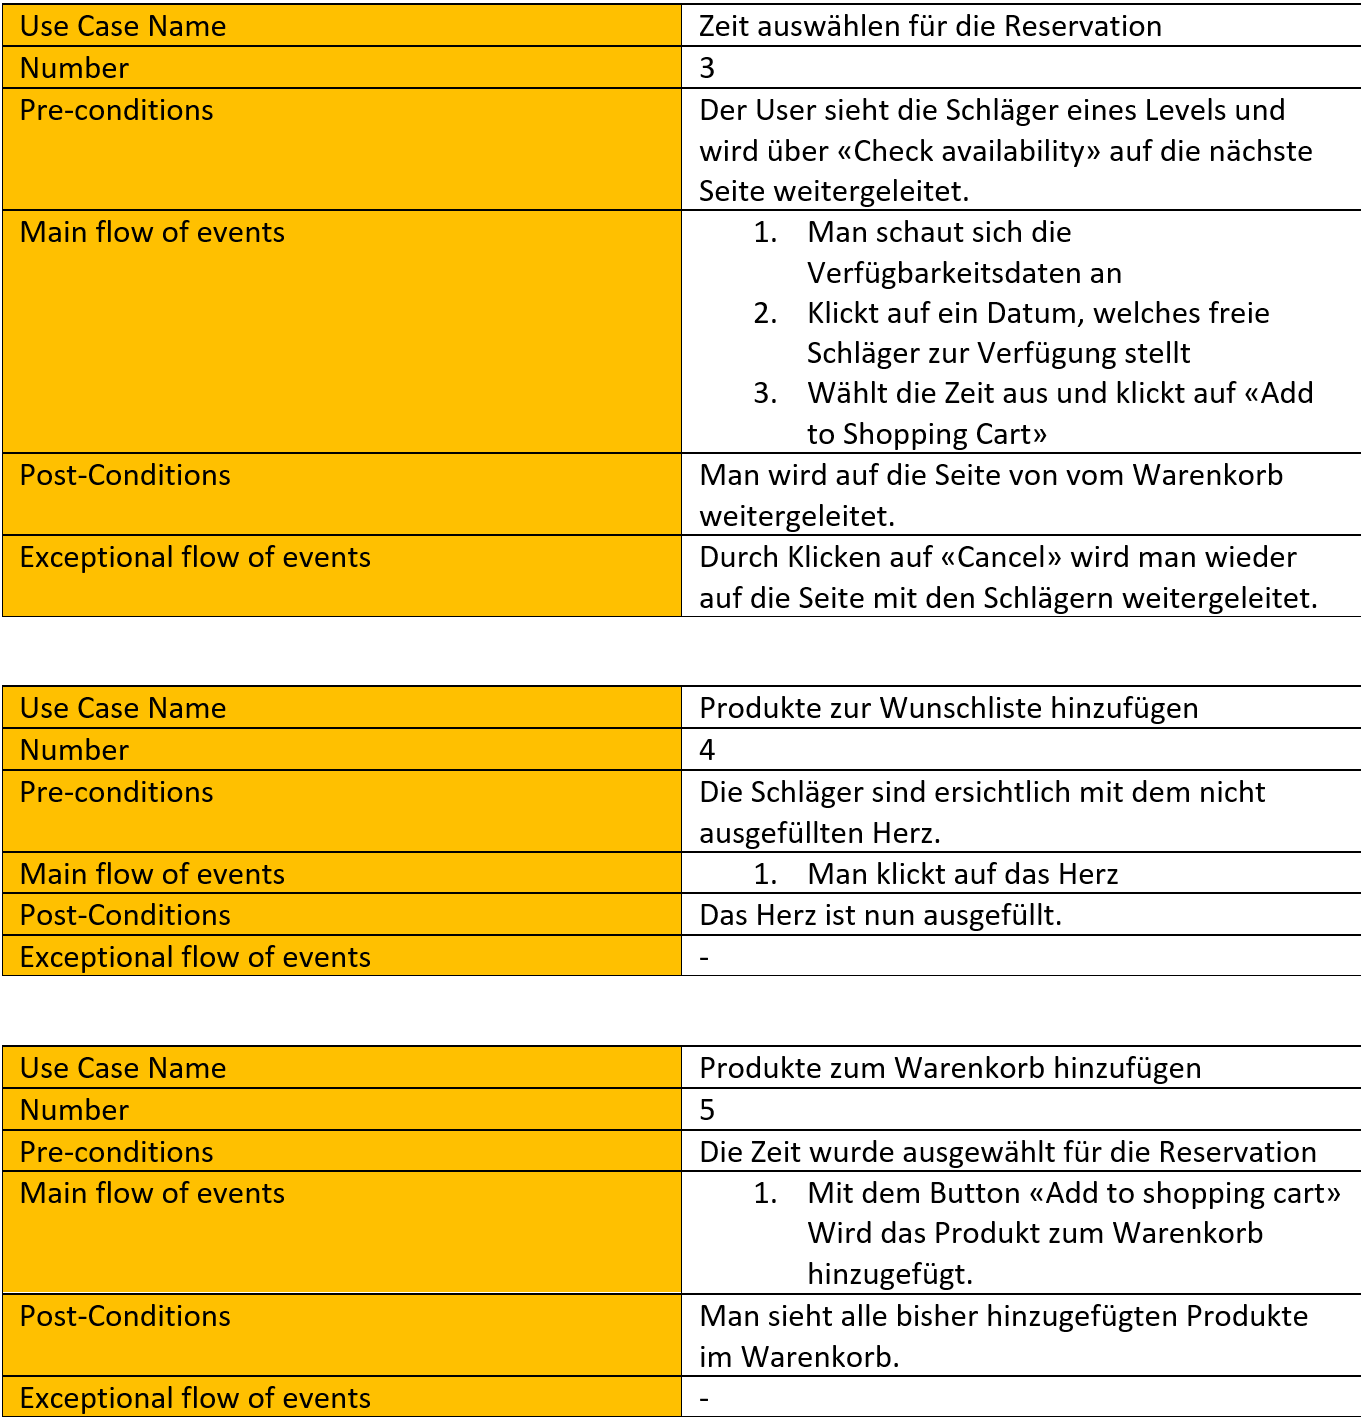 Use Case Name
Zeit auswählen für die Reservation
Number
3
Pre-conditions
Der User sieht die Schläger eines Levels und
wird über «Check availability» auf die nächste
Seite weitergeleitet.
Main flow of events
1. Man schaut sich die
Verfügbarkeitsdaten an
2. Klickt auf ein Datum, welches freie
Schläger zur Verfügung stellt
3. Wählt die Zeit aus und klickt auf «Add
to Shopping Cart»
Post-Conditions
Man wird auf die Seite von vom Warenkorb
weitergeleitet.
Exceptional flow of events
Durch Klicken auf «Cancel» wird man wieder
auf die Seite mit den Schlägern weitergeleitet.
Use Case Name
Produkte zur Wunschliste hinzufügen
Number
4
Pre-conditions
Die Schläger sind ersichtlich mit dem nicht
ausgefüllten Herz.
Main flow of events
1. Man klickt auf das Herz
Post-Conditions
Das Herz ist nun ausgefüllt.
Exceptional flow of events
-
Use Case Name
Produkte zum Warenkorb hinzufügen
Number
5
Pre-conditions
Die Zeit wurde ausgewählt für die Reservation
Main flow of events
1. Mit dem Button «Add to shopping cart»
Wird das Produkt zum Warenkorb
hinzugefügt.
Post-Conditions
Man sieht alle bisher hinzugefügten Produkte
im Warenkorb.
Exceptional flow of events
-